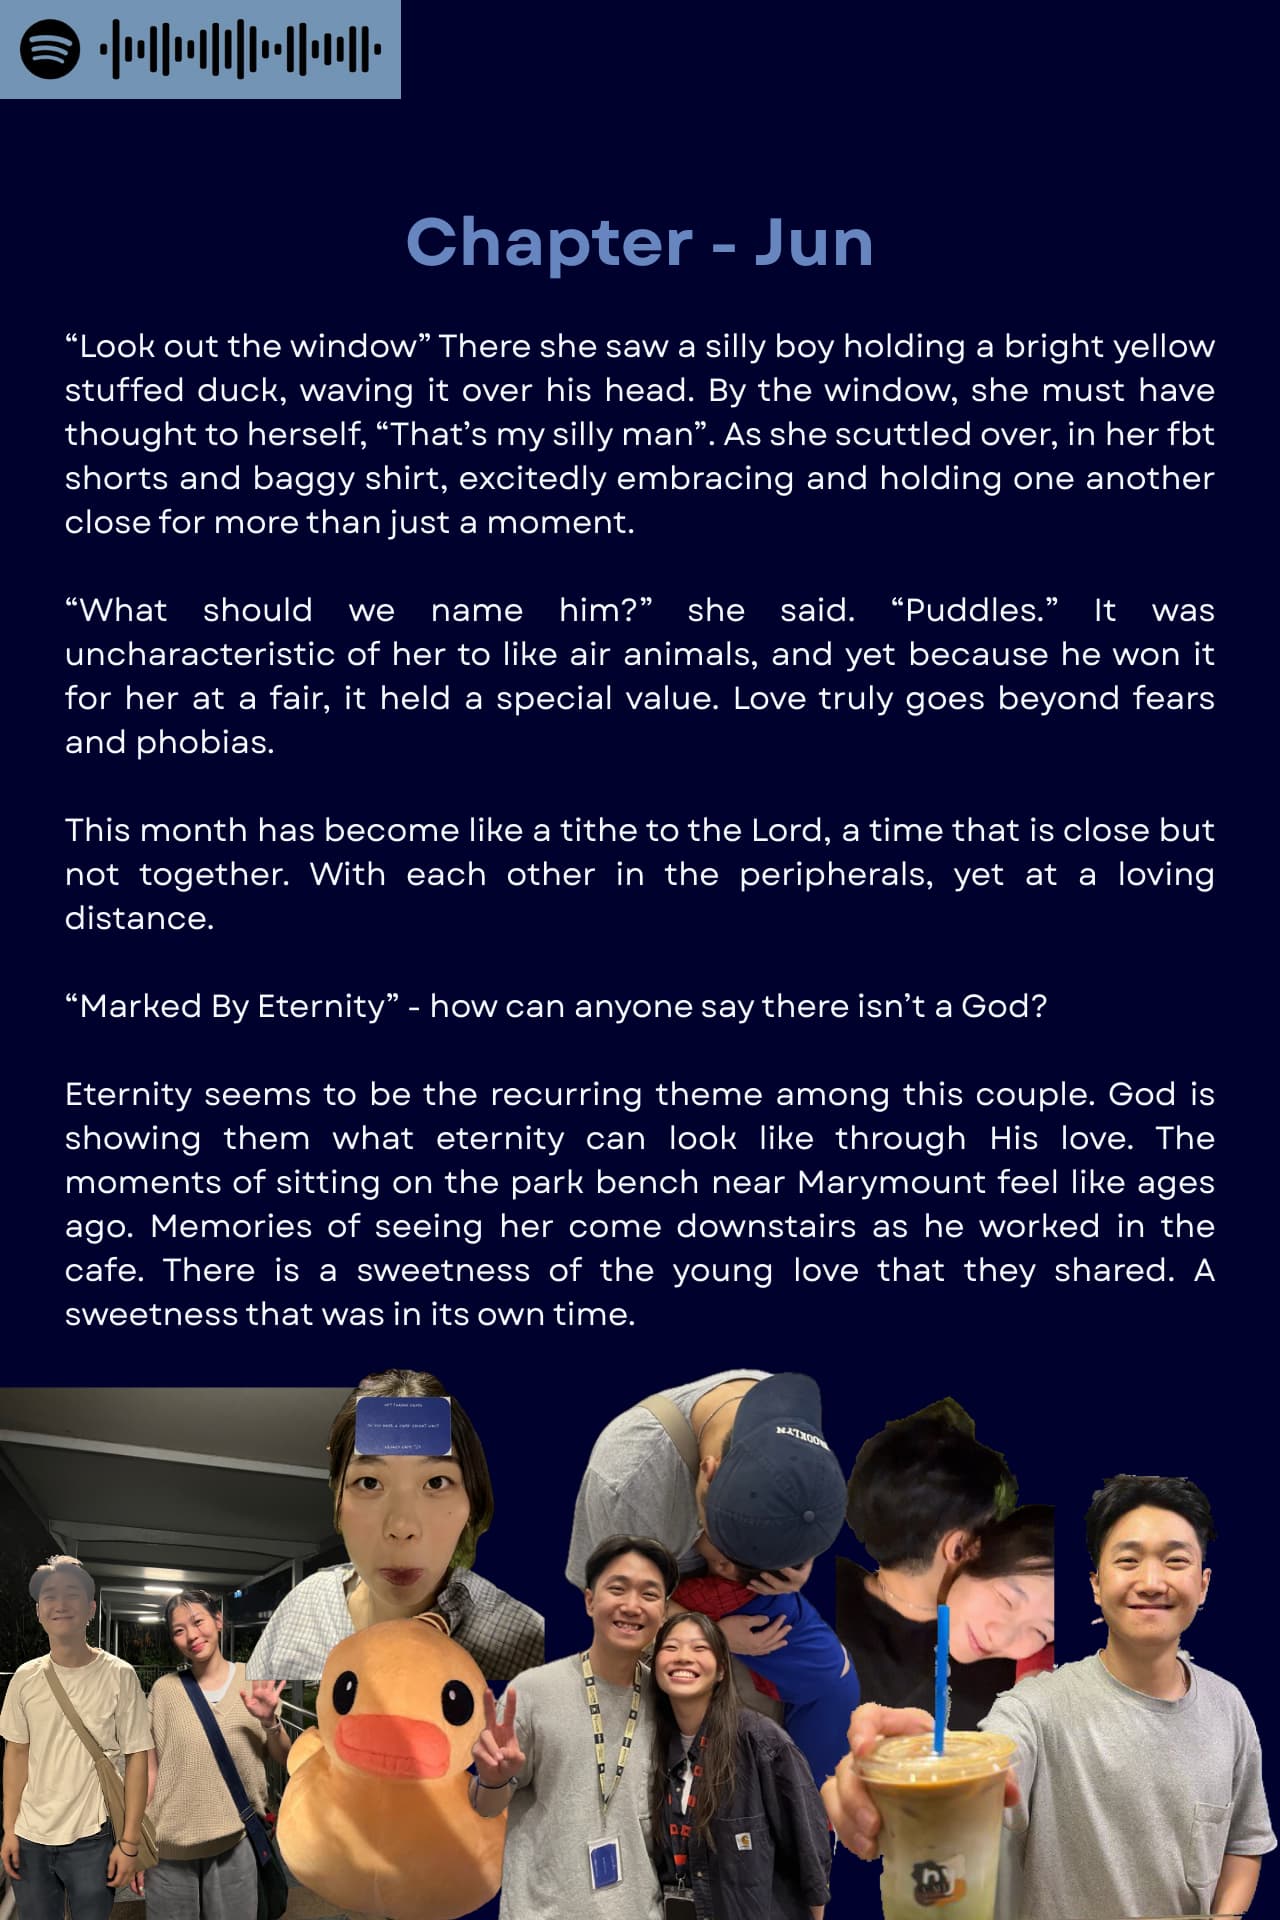 Chapter - Jun
“Look out the window” There she saw a silly boy holding a bright yellow
stuffed duck, waving it over his head. By the window, she must have
thought to herself, “That’s my silly man”. As she scuttled over, in her fbt
shorts and baggy shirt, excitedly embracing and holding one another
close for more than just a moment.
“What should we name him?” she said. “Puddles.” It was
uncharacteristic of her to like air animals, and yet because he won it
for her at a fair, it held a special value. Love truly goes beyond fears
and phobias.
This month has become like a tithe to the Lord, a time that is close but
not together. With each other in the peripherals, yet at a loving
distance.
“Marked By Eternity” - how can anyone say there isn’t a God?
Eternity seems to be the recurring theme among this couple. God is
showing them what eternity can look like through His love. The
moments of sitting on the park bench near Marymount feel like ages
ago. Memories of seeing her come downstairs as he worked in the
cafe. There is a sweetness of the young love that they shared. A
sweetness that was in its own time.
BROOKLYN